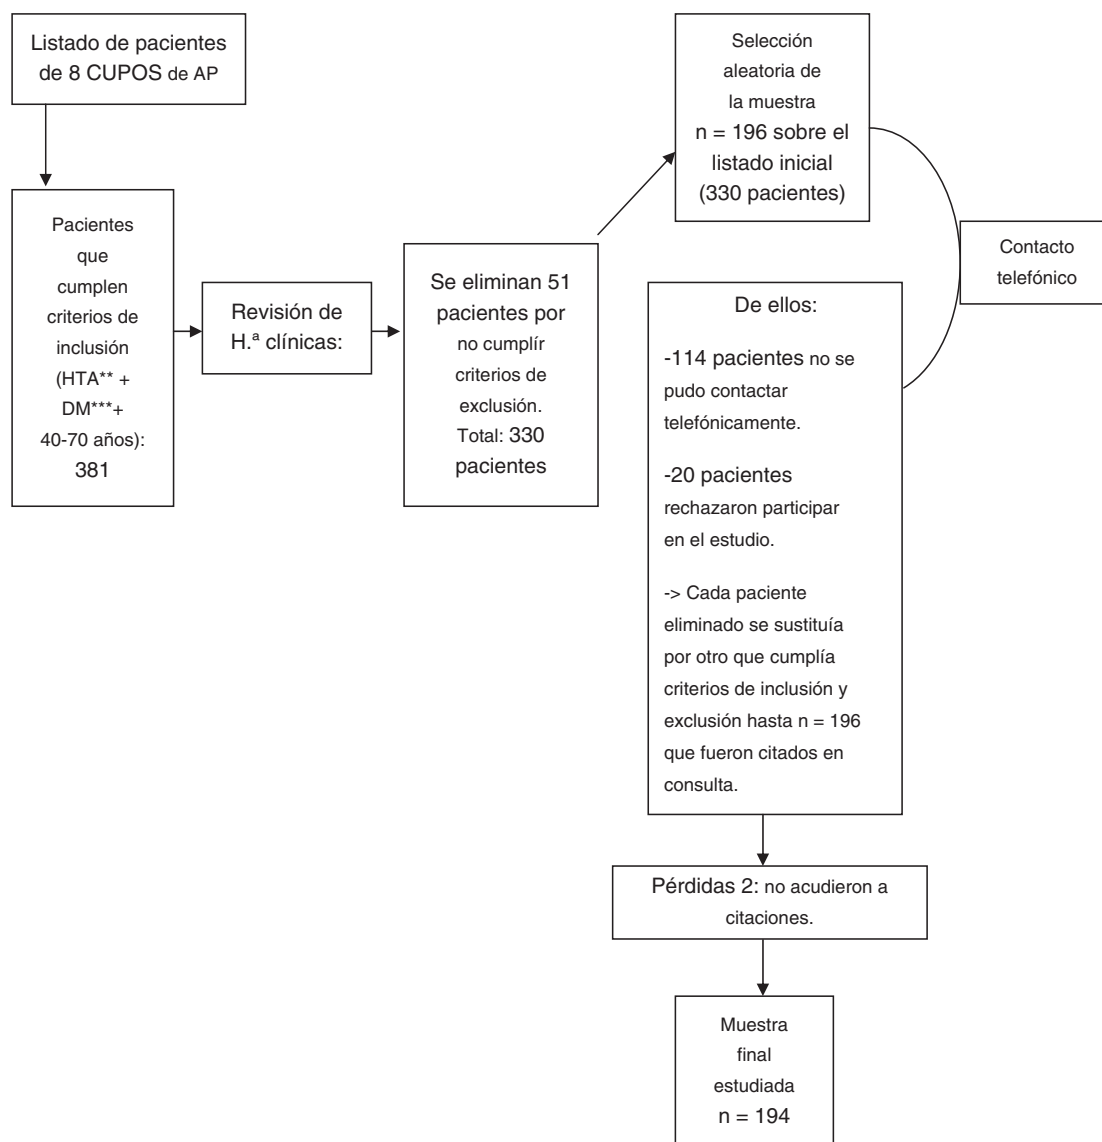 Listado de pacientes
de 8 CUPOS de AP
Pacientes
que
cumplen
criterios de
inclusión
(HTA** +
DM***+
40-70 años):
381
Revisión de
H.ª clínicas:
Se eliminan 51
pacientes por
no cumplír
criterios de
exclusión.
Total: 330
pacientes
Selección
aleatoria de
la muestra
n = 196 sobre el
listado inicial
(330 pacientes)
Contacto
telefónico
De ellos:
-114 pacientes no se
pudo contactar
telefónicamente.
-20 pacientes
rechazaron participar
en el estudio.
-> Cada paciente
eliminado se sustituía
por otro que cumplía
criterios de inclusión y
exclusión hasta n = 196
que fueron citados en
consulta.
Pérdidas 2: no acudieron a
citaciones.
Muestra
final
estudiada
n = 194